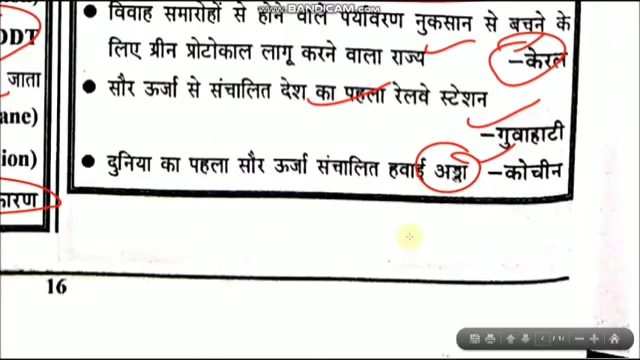 WWW.BANDICAM.COM
विवाह समारोहों से होने वाले पर्यावरण नुकसान से बचने के
DDT
लिए ग्रीन प्रोटोकाल लागू करने वाला राज्य
–केरल
जाता
सौर ऊर्जा से संचालित देश का पहला रेलवे स्टेशन
ane)
–गुवाहाटी
ion)
दुनिया का पहला सौर ऊर्जा संचालित हवाई अड्डा –कोचीन
कारण
16